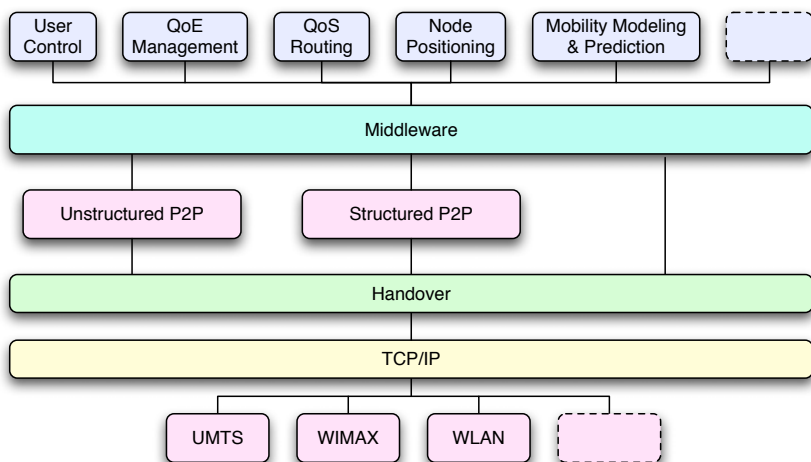 User
Control
QoE
Management
QoS
Routing
Node
Positioning
Mobility Modeling
& Prediction
Middleware
Unstructured P2P
Structured P2P
Handover
TCP/IP
UMTS
WIMAX
WLAN